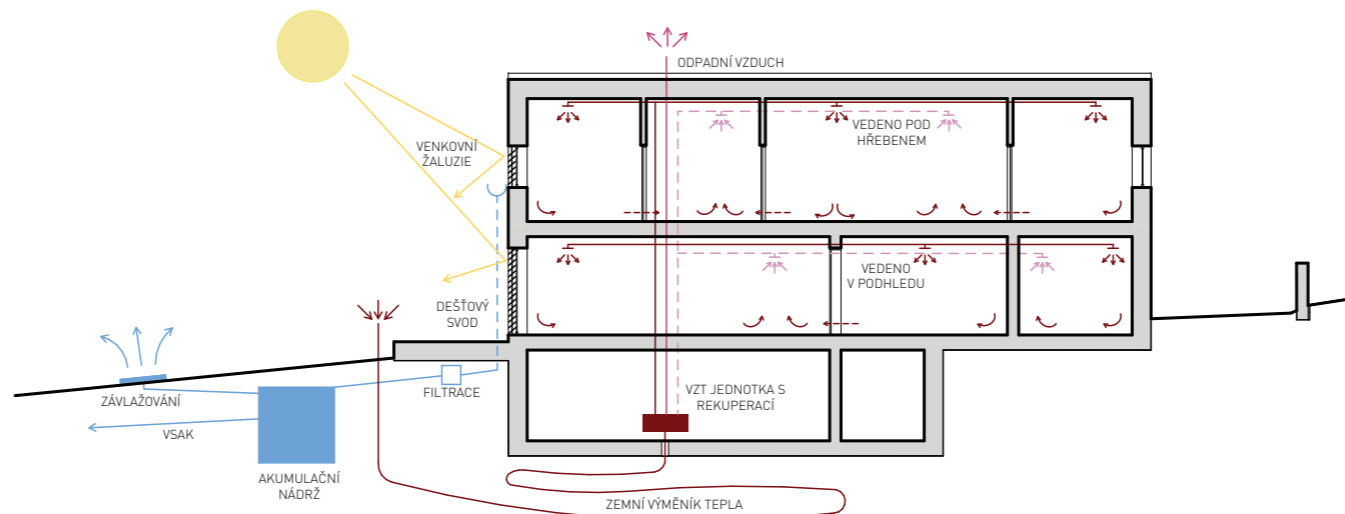 ODPADNÍ VZDUCH
VENKOVNÍ
ŽALUZIE
VEDENO POD
HŘEBENEM
VEDENO
V PODHLEDU
DEŠŤOVÝ
SVOD
ZÁVLAŽOVÁNÍ
FILTRACE
VZT JEDNOTKA S
REKUPERACÍ
VSAK
AKUMULAČNÍ
NÁDRŽ
ZEMNÍ VÝMĚNÍK TEPLA